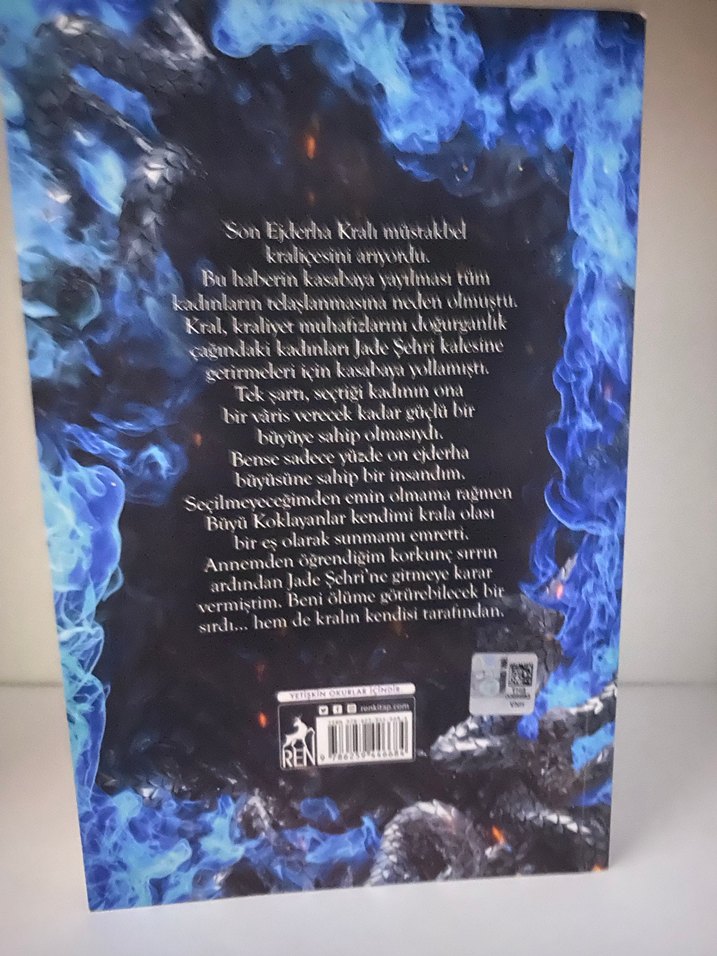 Son Ejderha Kralı müstakbel
kraliçesini arıyordu.
Bu haberin kasabaya yayılması tüm
kadınların telaşlanmasına neden olmuştu.
Kral, kraliyet muhafızlarını doğurganlık
çağındaki kadınları Jade Şehri kalesine
getirmeleri için kasabaya yollamıştı.
Tek şartı, seçtiği kadının ona
bir vâris verecek kadar güçlü bir
büyüye sahip olmasıydı.
Bense sadece yüzde on ejderha
büyüsüne sahip bir insandım.
Seçilmeyeceğimden emin olmama rağmen
Büyü Koklayanlar kendimi krala olası
bir eş olarak sunmamı emretti.
Annemden öğrendiğim korkunç sırrın
ardından Jade Şehri'ne gitmeye karar
vermiştim. Beni ölüme götürebilecek bir
sırdı... hem de kralın kendisi tarafından.
YETİŞKİN OKURLAR İÇİNDİR.
renkitap.com
REN
9 786259 446684